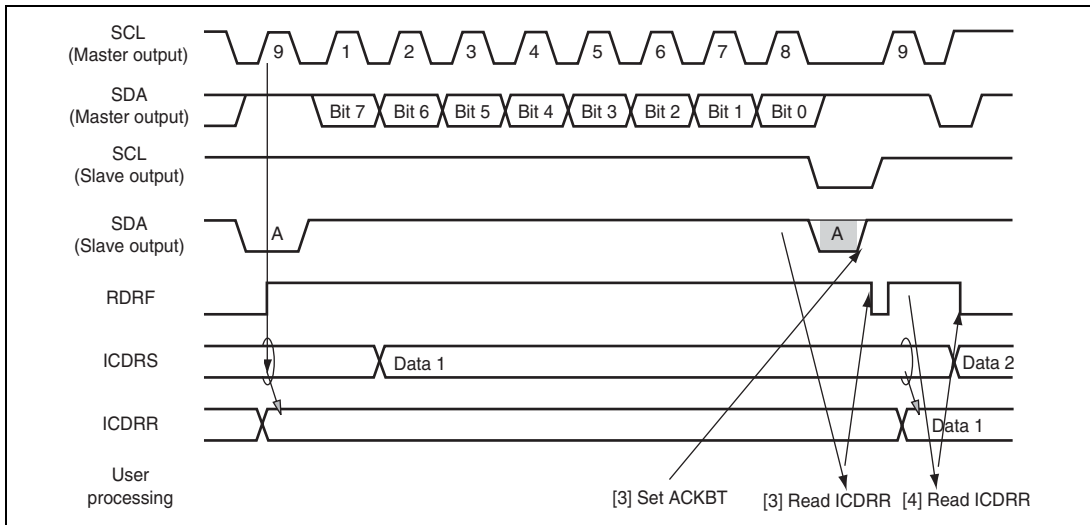 SCL
(Master output)
9 1 2 3 4 5 6 7 8 9
SDA
(Master output)
Bit 7 Bit 6 Bit 5 Bit 4 Bit 3 Bit 2 Bit 1 Bit 0
SCL
(Slave output)
SDA
(Slave output)
A A
RDRF
ICDRS
Data 1 Data 2
ICDRR
Data 1
User
processing
[3] Set ACKBT [3] Read ICDRR [4] Read ICDRR